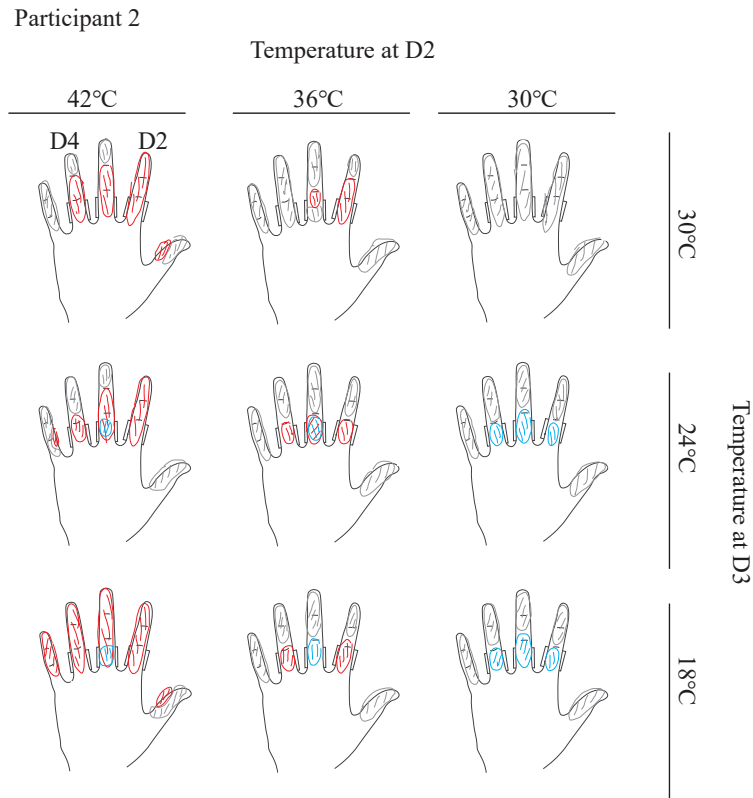 Participant 2
Temperature at D2
42°C
36°C
30°C
D4
D2
30°C
24°C
18°C
Temperature at D3